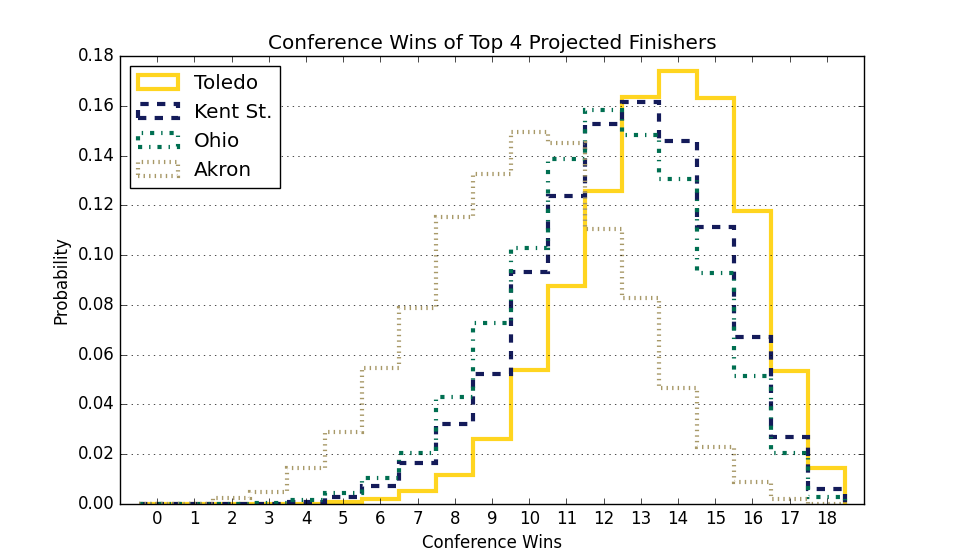 Conference Wins of Top 4 Projected Finishers
0.18
0.16
0.14
0.12
0.10
0.08
0.06
0.04
0.02
0.00
Probability
Toledo
Kent St.
Ohio
Akron
0 1 2 3 4 5 6 7 8 9 10 11 12 13 14 15 16 17 18
Conference Wins